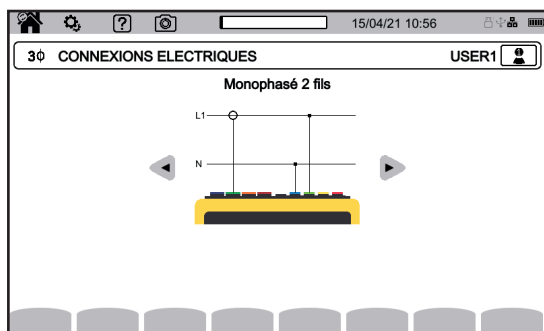 15/04/21 10:56
3Φ CONNEXIONS ELECTRIQUES USER1
Monophasé 2 fils
L1
N